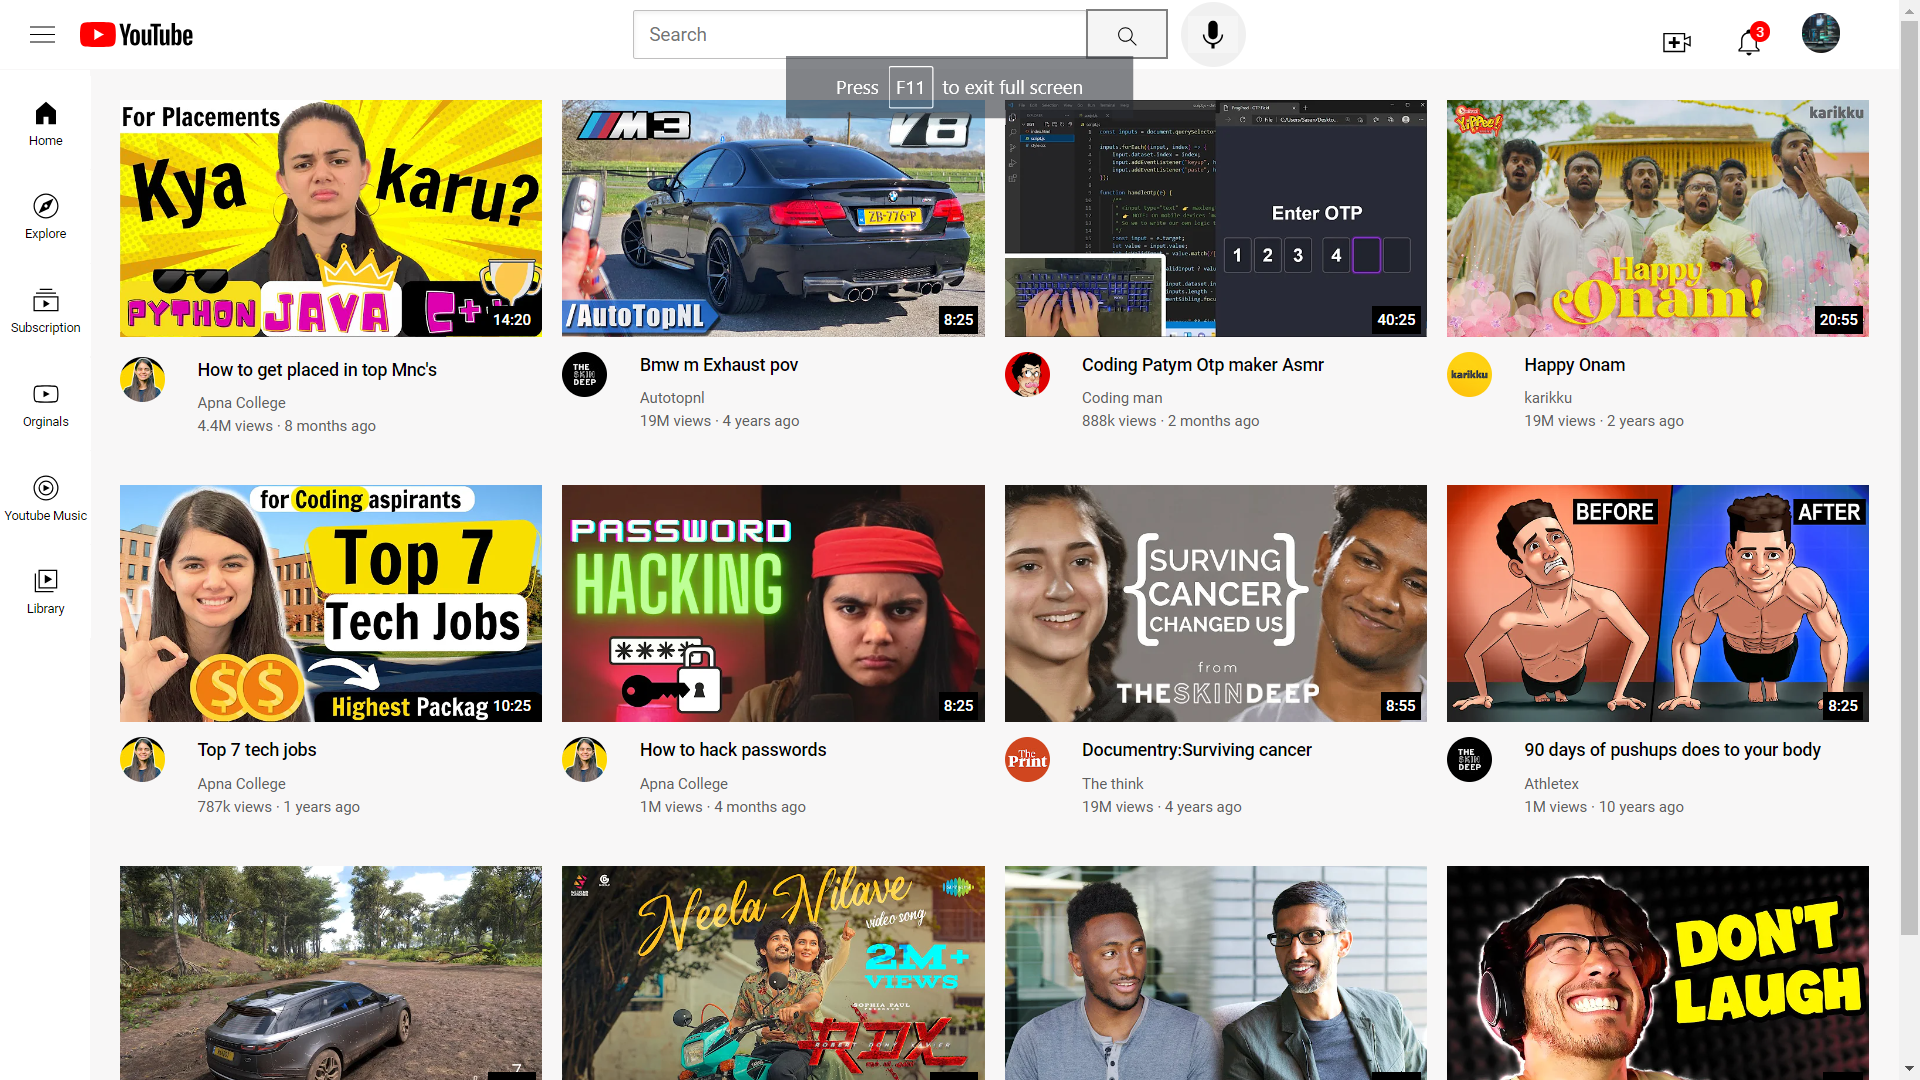 YouTube
Search
3
Press F11 to exit full screen
Home
Explore
Subscription
Orginals
Youtube Music
Library
For Placements
Kya karu?
PYTHON JAVA C++
14:20
How to get placed in top Mnc's
Apna College
4.4M views · 8 months ago
M3 V8
ZB-776-P
/AutoTopNL
8:25
Bmw m Exhaust pov
Autotopnl
19M views · 4 years ago
THE
SKIN
DEEP
Enter OTP
1 2 3 4
40:25
Coding Patym Otp maker Asmr
Coding man
888k views · 2 months ago
YiPPee!
karikku
Happy
Onam!
20:55
karikku
Happy Onam
karikku
19M views · 2 years ago
for Coding aspirants
Top 7
Tech Jobs
Highest Packag
10:25
Top 7 tech jobs
Apna College
787k views · 1 years ago
PASSWORD
HACKING
****
8:25
How to hack passwords
Apna College
1M views · 4 months ago
SURVING
CANCER
CHANGED US
from
THESKINDEEP
8:55
The
Print
Documentry:Surviving cancer
The think
19M views · 4 years ago
BEFORE
AFTER
8:25
THE
SKIN
DEEP
90 days of pushups does to your body
Athletex
1M views · 10 years ago
Neela Nilave
video song
2M+
VIEWS
SOPHIA PAUL
RDX
ROBERT DONY XAVIER
DON'T
LAUGH